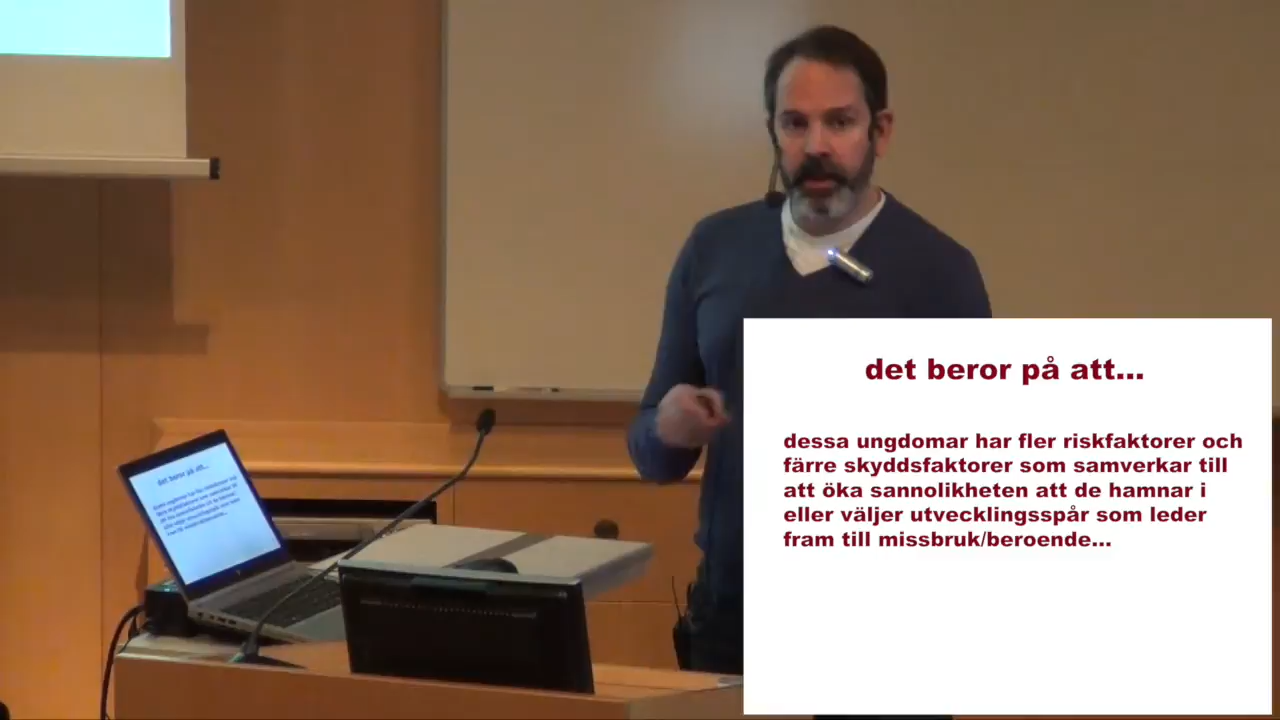 det beror på att...
dessa ungdomar har fler riskfaktorer och
färre skyddsfaktorer som samverkar till
att öka sannolikheten att de hamnar i
eller väljer utvecklingsspår som leder
fram till missbruk/beroende...
det beror på att...